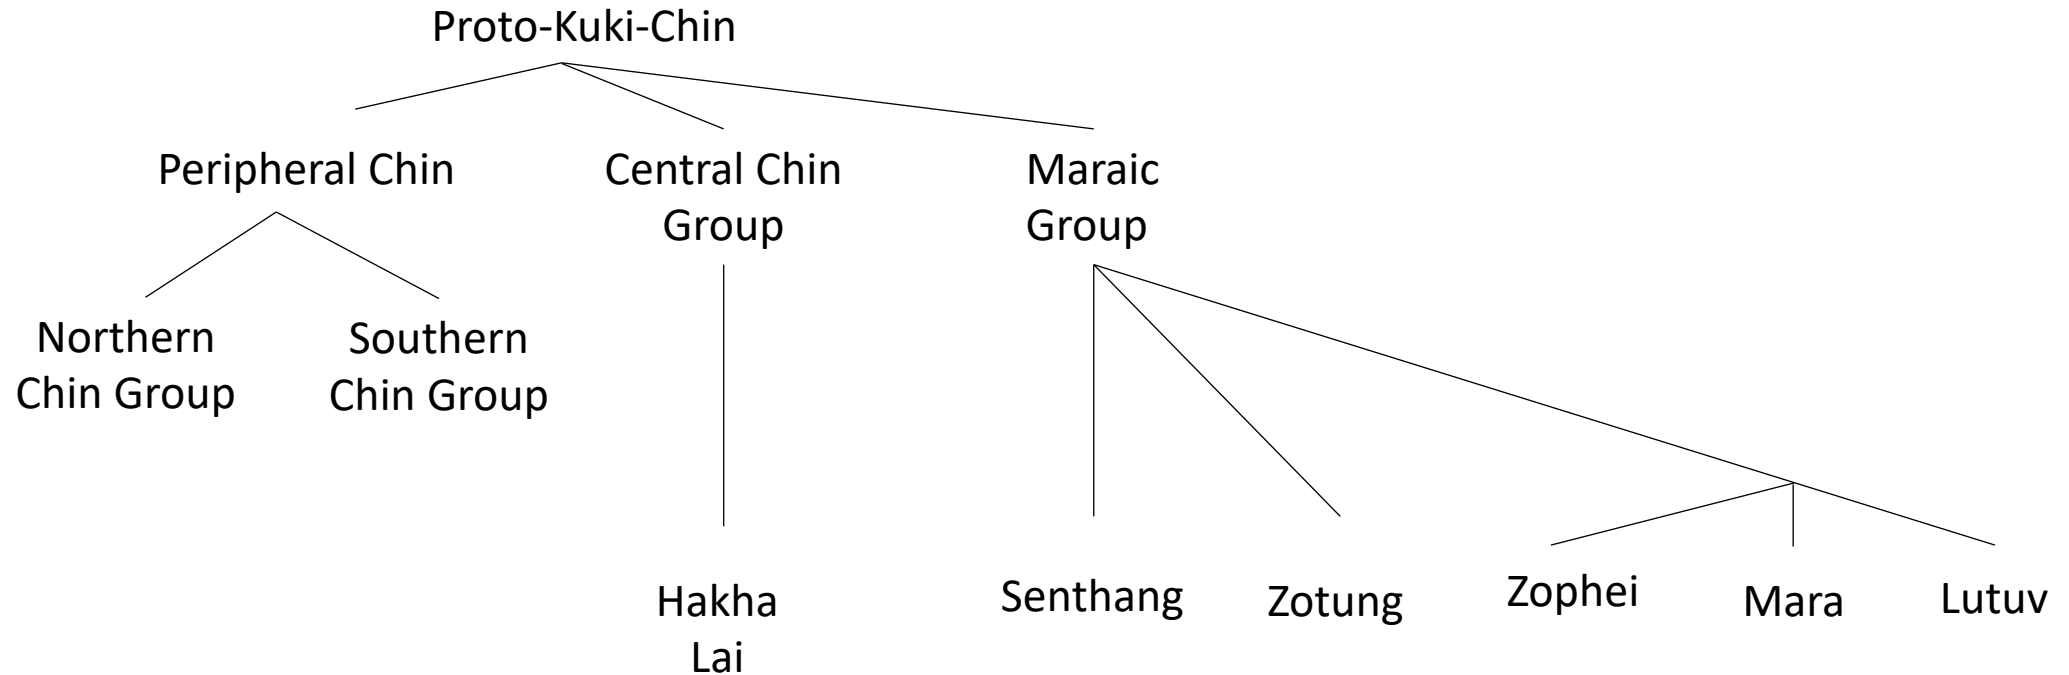 Proto-Kuki-Chin
Peripheral Chin
Central Chin
Group
Maraic
Group
Northern
Chin Group
Southern
Chin Group
Hakha
Lai
Senthang
Zotung
Zophei
Mara
Lutuv